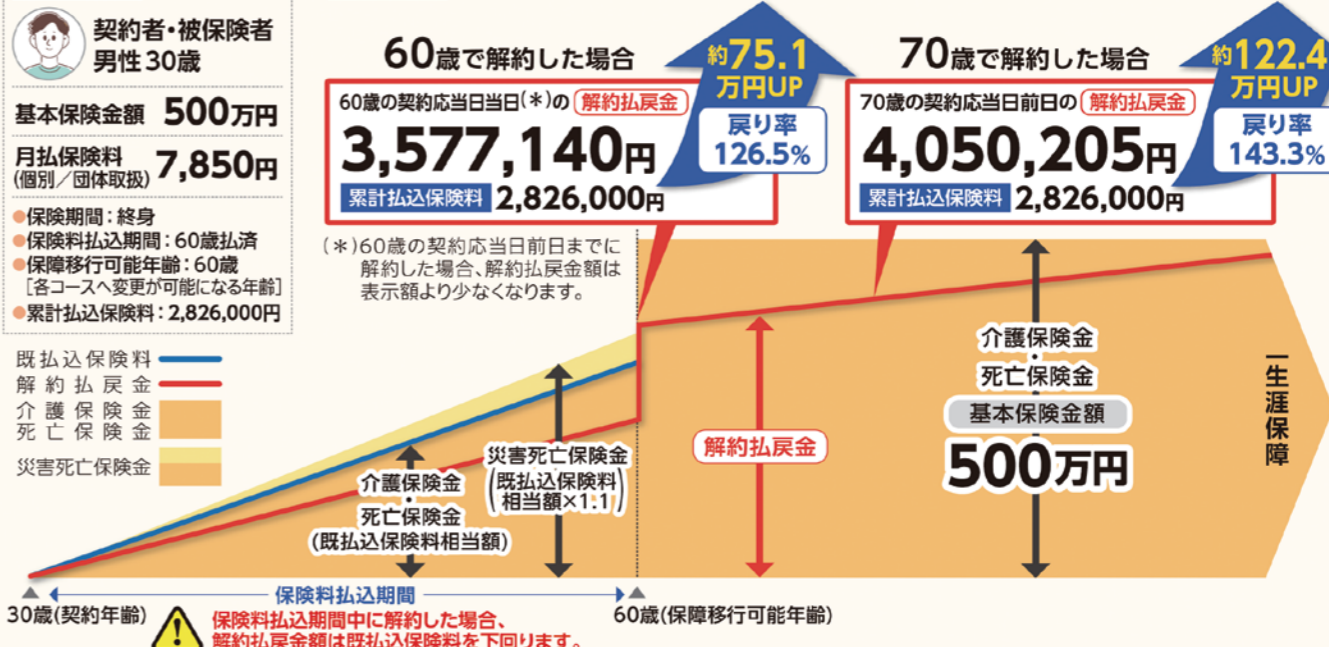 契約者・被保険者
男性30歳
基本保険金額 500万円
月払保険料
(個別／団体取扱) 7,850円
●保険期間：終身
●保険料払込期間：60歳払済
●保障移行可能年齢：60歳
[各コースへ変更が可能になる年齢]
●累計払込保険料：2,826,000円
60歳で解約した場合
約75.1
万円UP
60歳の契約応当日当日(＊)の 解約払戻金
3,577,140円
戻り率
126.5%
累計払込保険料 2,826,000円
70歳で解約した場合
約122.4
万円UP
70歳の契約応当日前日の 解約払戻金
4,050,205円
戻り率
143.3%
累計払込保険料 2,826,000円
(＊)60歳の契約応当日前日までに
解約した場合、解約払戻金額は
表示額より少なくなります。
既払込保険料
解約払戻金
介護保険金
死亡保険金
災害死亡保険金
介護保険金
・
死亡保険金
(既払込保険料相当額)
災害死亡保険金
(既払込保険料
相当額×1.1)
解約払戻金
介護保険金
・
死亡保険金
基本保険金額
500万円
一生涯保障
30歳(契約年齢)
保険料払込期間
60歳(保障移行可能年齢)
保険料払込期間中に解約した場合、
解約払戻金額は既払込保険料を下回ります。